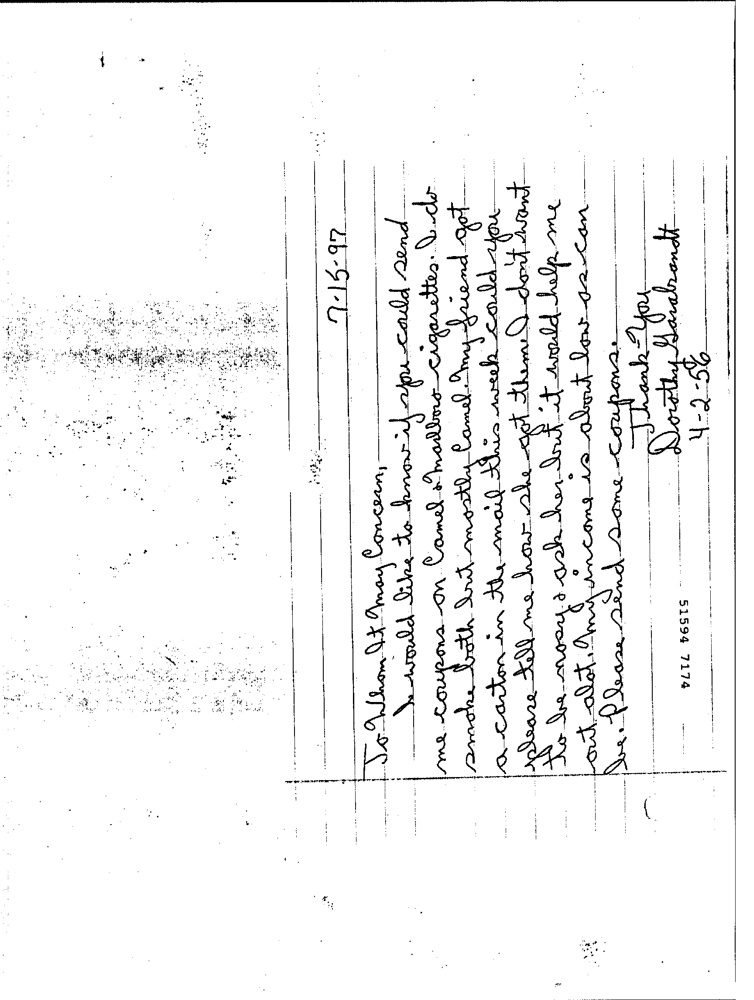 7-15-97
To Whom It May Concern,
I would like to know if you could send
me coupons on Camel & Madboro cigarettes. I do
smoke both but mostly Camel. My friend got
a carton in the mail this week could you
please tell me how she got them. I don't want
to be nosy & ask her but it would help me
out alot. My income is about low as can
be. Please send some coupons.
Thank-You
Dorothy Garabrandt
4-2-56
51594 7174